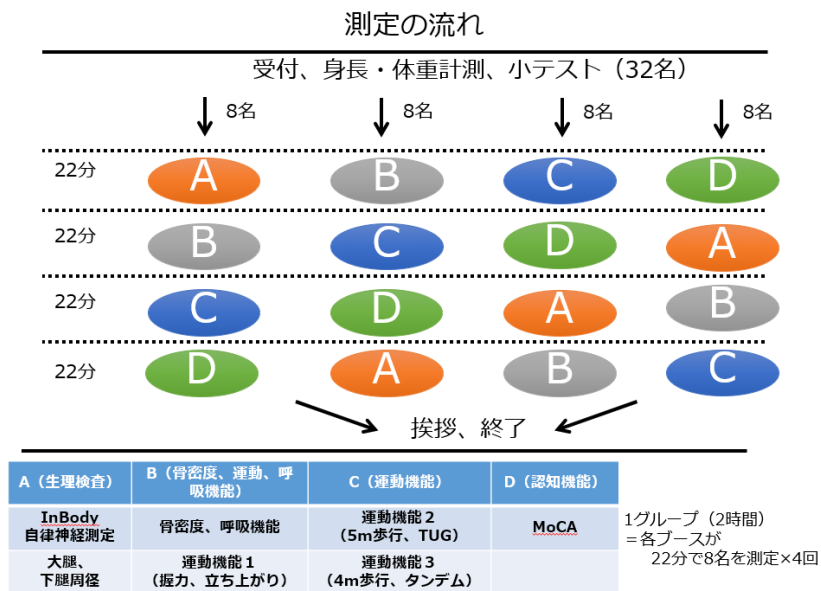 測定の流れ
受付、身長・体重計測、小テスト（32名）
8名 8名 8名 8名
22分 A B C D
22分 B C D A
22分 C D A B
22分 D A B C
挨拶、終了
A（生理検査） B（骨密度、運動、呼吸機能） C（運動機能） D（認知機能）
InBody
自律神経測定
骨密度、呼吸機能
運動機能２
（5m歩行、TUG）
MoCA
大腿、
下腿周径
運動機能１
（握力、立ち上がり）
運動機能３
（4m歩行、タンデム）
1グループ（2時間）
＝各ブースが
22分で8名を測定×4回